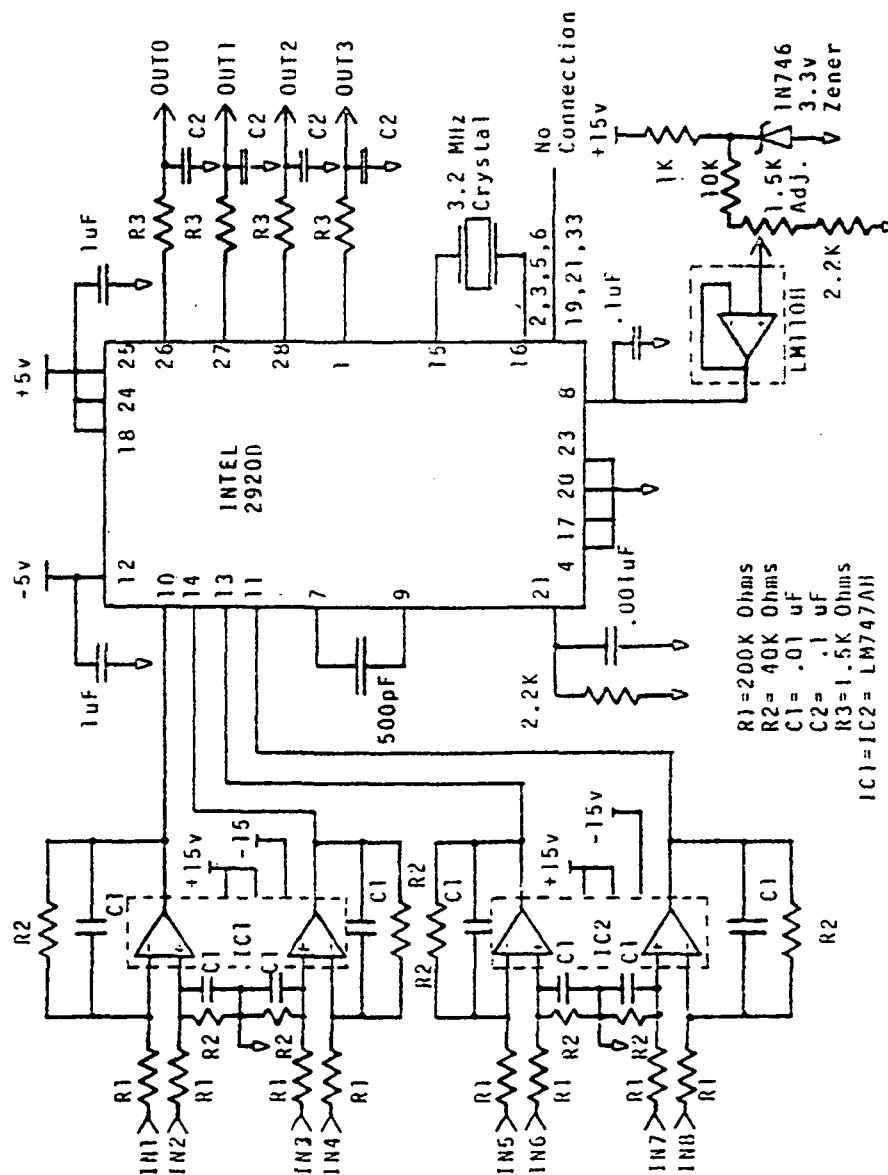 -5v
+5v
1uF
1uF
12
18
24
25
10
14
13
11
7
9
21
INTEL
2920D
26
27
28
1
15
16
8
4
17
20
23
R3
R3
R3
R3
C2
C2
C2
C2
OUT0
OUT1
OUT2
OUT3
3.2 MHz
Crystal
2,3,5,6
19,21,33
No
Connection
.1uF
LM110H
+15v
1K
10K
1.5K
Adj.
2.2K
1N746
3.3v
Zener
500pF
2.2K
.001uF
R2
C1
IN1
IN2
R1
R1
C1
C1
R2
R2
IC1
+15v
-15
IN3
IN4
R1
R1
C1
R2
R2
C1
IN5
IN6
R1
R1
C1
C1
R2
R2
IC2
+15v
-15v
IN7
IN8
R1
R1
C1
R2
R1=200K Ohms
R2= 40K Ohms
C1= .01 uF
C2= .1 uF
R3=1.5K Ohms
IC1=IC2= LM747AH